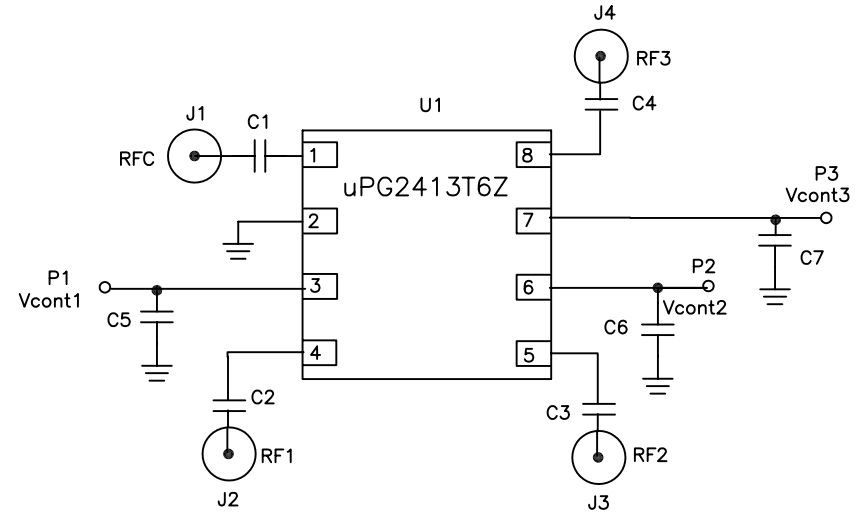 J4
RF3
C4
U1
J1
C1
RFC
1
8
uPG2413T6Z
P3
Vcont3
2
7
C7
P1
Vcont1
3
6
P2
Vcont2
C5
C6
4
5
C2
C3
RF1
RF2
J2
J3